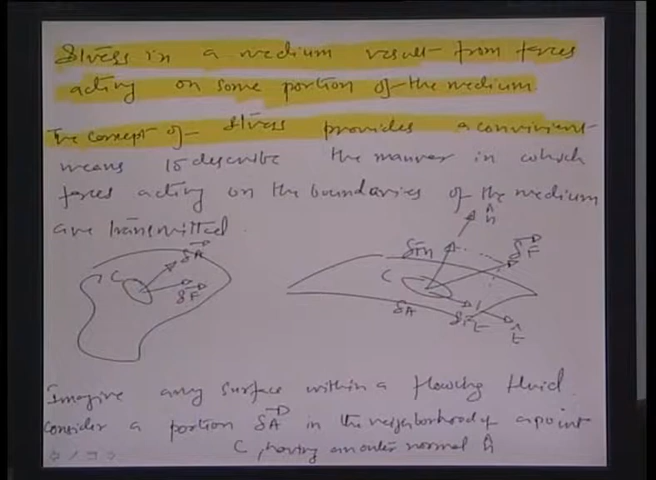 Stress in a medium result from forces
acting on some portion of the medium
The concept of stress provides a convinient
means to describe the manner in which
forces acting on the boundaries of the medium
are transmitted.
C δA⃗ δF⃗
C δA δFn n̂ δF⃗ δFt t̂
Imagine any surface within a flowing fluid.
Consider a portion δA⃗ in the neighborhood of a point
C, having an outer normal n̂